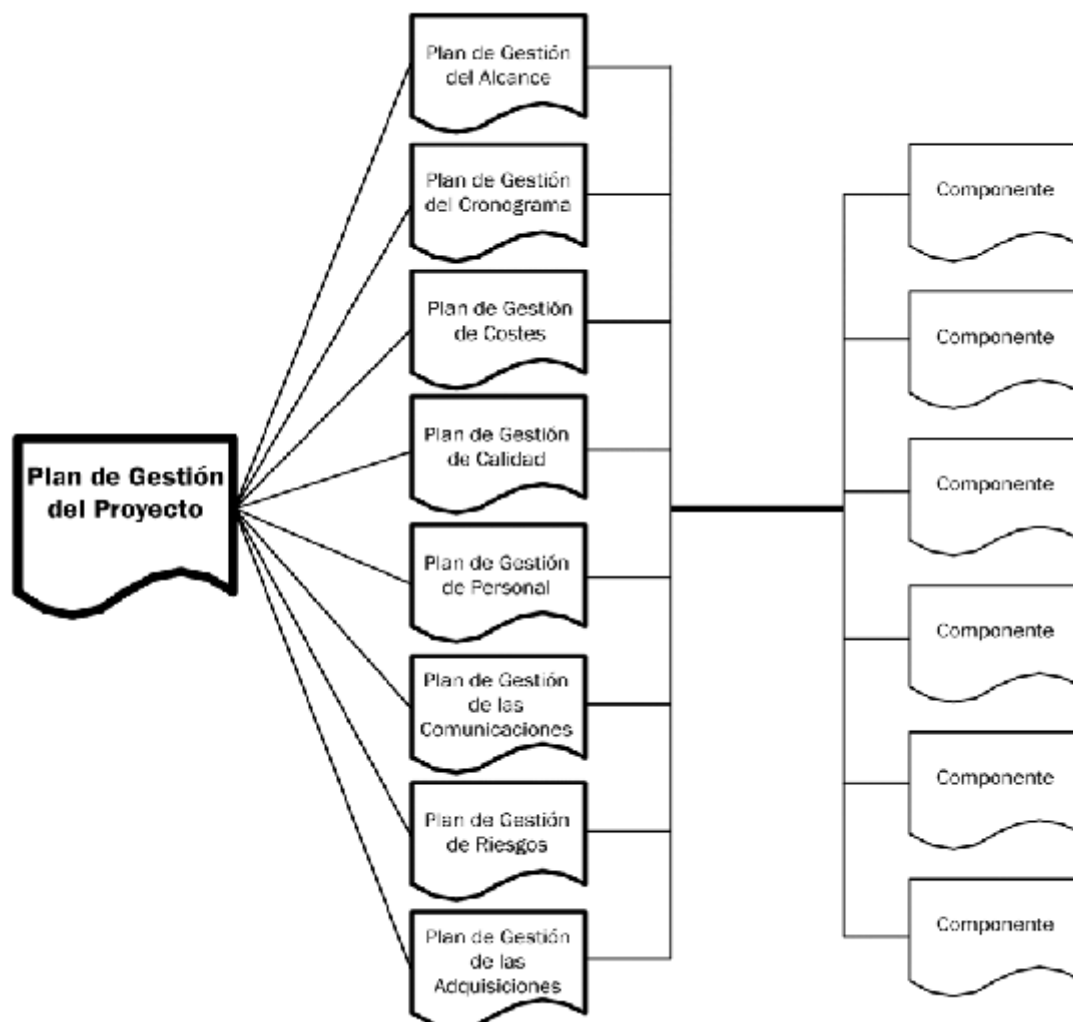 Plan de Gestión
del Proyecto
Plan de Gestión
del Alcance
Plan de Gestión
del Cronograma
Plan de Gestión
de Costes
Plan de Gestión
de Calidad
Plan de Gestión
de Personal
Plan de Gestión
de las
Comunicaciones
Plan de Gestión
de Riesgos
Plan de Gestión
de las
Adquisiciones
Componente
Componente
Componente
Componente
Componente
Componente